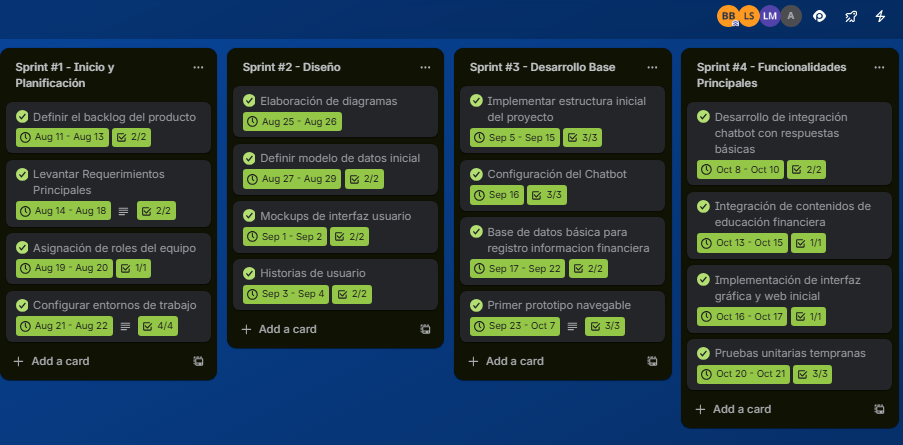 BB LS LM A
Sprint #1 - Inicio y
Planificación
Definir el backlog del producto
Aug 11 - Aug 13 2/2
Levantar Requerimientos
Principales
Aug 14 - Aug 18 2/2
Asignación de roles del equipo
Aug 19 - Aug 20 1/1
Configurar entornos de trabajo
Aug 21 - Aug 22 4/4
+ Add a card
Sprint #2 - Diseño
Elaboración de diagramas
Aug 25 - Aug 26
Definir modelo de datos inicial
Aug 27 - Aug 29 2/2
Mockups de interfaz usuario
Sep 1 - Sep 2 2/2
Historias de usuario
Sep 3 - Sep 4 2/2
+ Add a card
Sprint #3 - Desarrollo Base
Implementar estructura inicial
del proyecto
Sep 5 - Sep 15 3/3
Configuración del Chatbot
Sep 16 3/3
Base de datos básica para
registro informacion financiera
Sep 17 - Sep 22 2/2
Primer prototipo navegable
Sep 23 - Oct 7 3/3
+ Add a card
Sprint #4 - Funcionalidades
Principales
Desarrollo de integración
chatbot con respuestas
básicas
Oct 8 - Oct 10 2/2
Integración de contenidos de
educación financiera
Oct 13 - Oct 15 1/1
Implementación de interfaz
gráfica y web inicial
Oct 16 - Oct 17 1/1
Pruebas unitarias tempranas
Oct 20 - Oct 21 3/3
+ Add a card